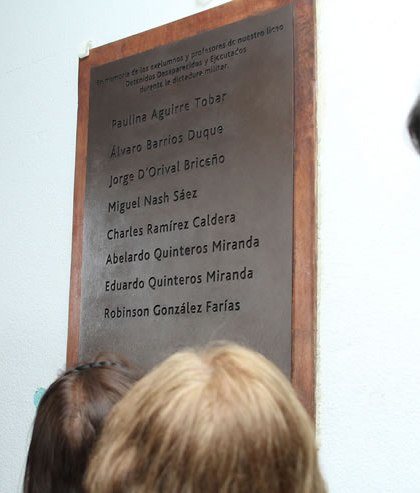 En memoria de los exalumnos y profesores de nuestro liceo
Detenidos Desaparecidos y Ejecutados
durante la dictadura militar
Paulina Aguirre Tobar
Álvaro Barrios Duque
Jorge D'Orival Briceño
Miguel Nash Sáez
Charles Ramírez Caldera
Abelardo Quinteros Miranda
Eduardo Quinteros Miranda
Robinson González Farías